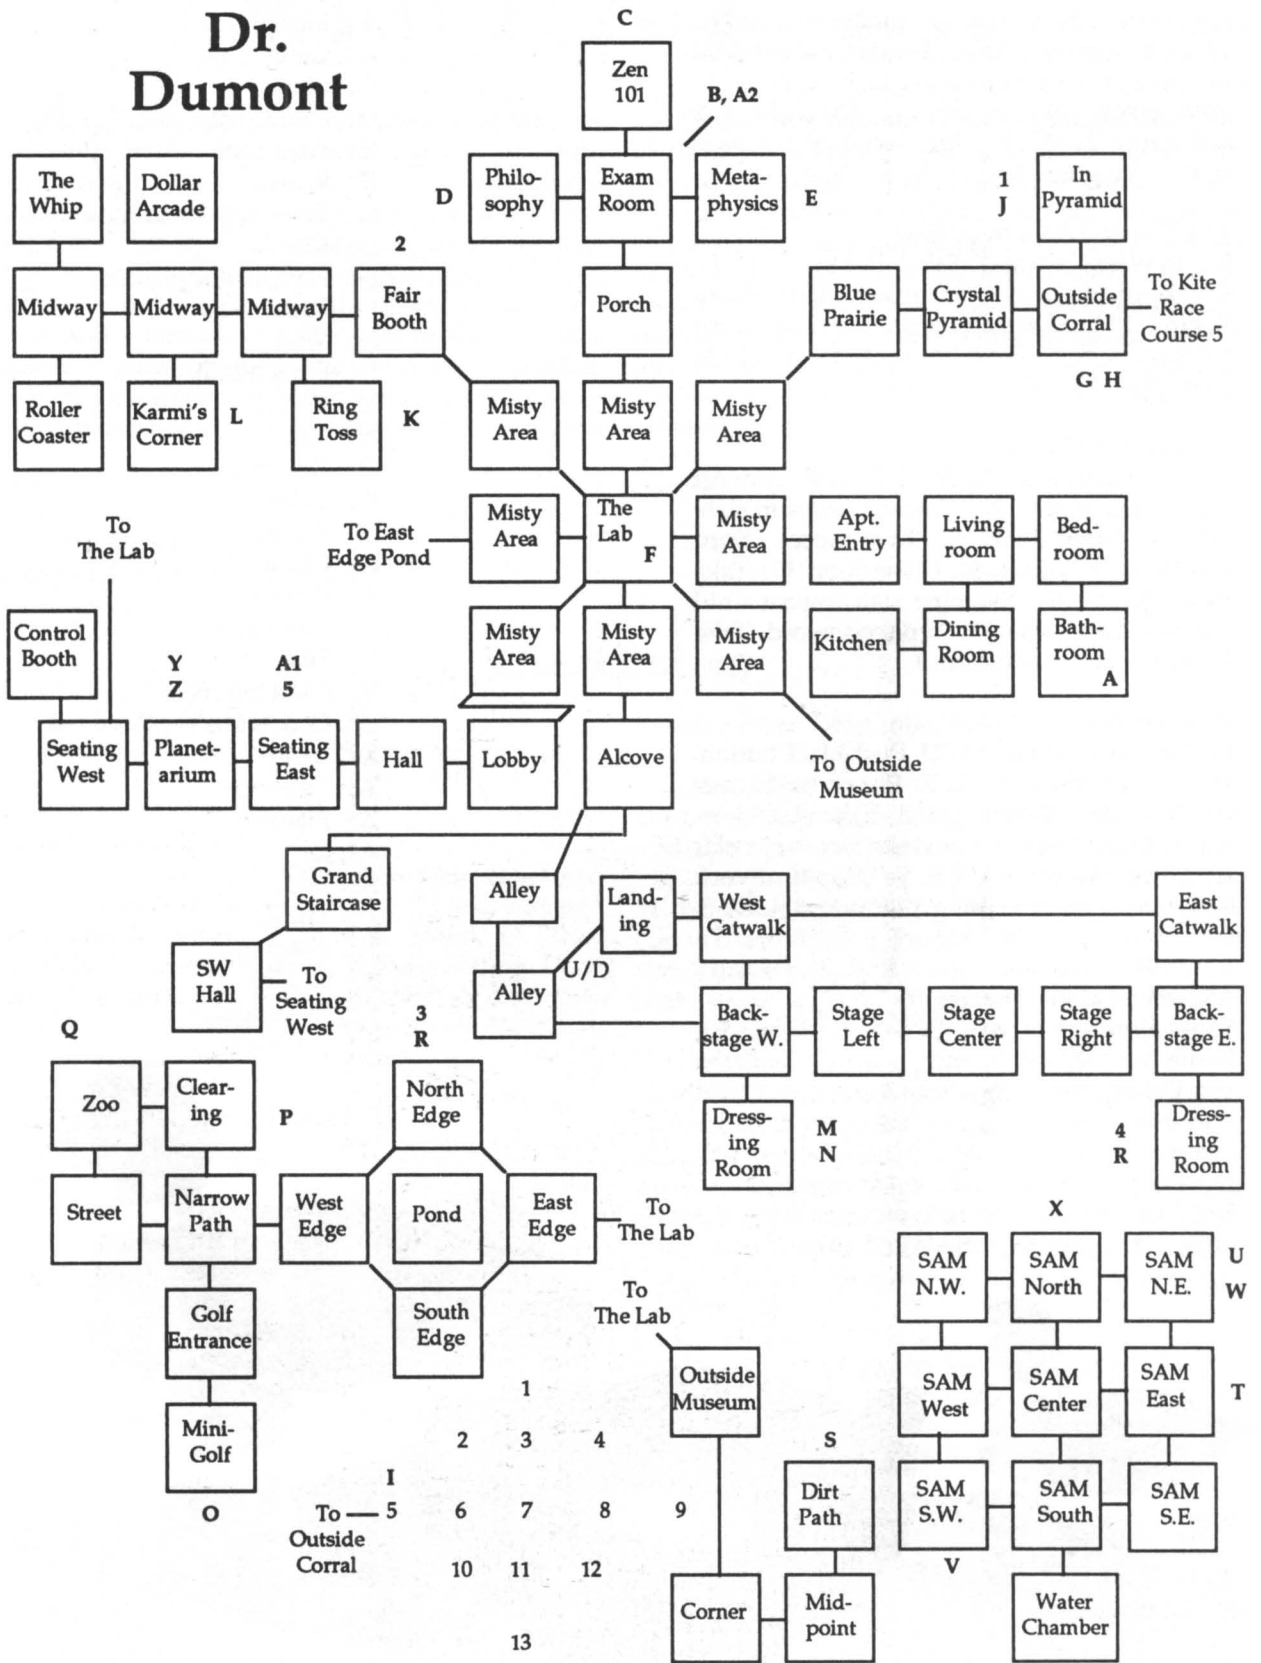 Dr.
Dumont
C
Zen
101
B, A2
The
Whip
Dollar
Arcade
D
Philo-
sophy
Exam
Room
Meta-
physics
E
1
J
In
Pyramid
2
Midway
Midway
Midway
Fair
Booth
Porch
Blue
Prairie
Crystal
Pyramid
Outside
Corral
To Kite
Race
Course 5
G H
Roller
Coaster
Karmi's
Corner
L
Ring
Toss
K
Misty
Area
Misty
Area
Misty
Area
To
The Lab
To East
Edge Pond
Misty
Area
The
Lab
F
Misty
Area
Apt.
Entry
Living
room
Bed-
room
Control
Booth
Y
Z
A1
5
Misty
Area
Misty
Area
Misty
Area
Kitchen
Dining
Room
Bath-
room
A
Seating
West
Planet-
arium
Seating
East
Hall
Lobby
Alcove
To Outside
Museum
Grand
Staircase
Alley
Land-
ing
West
Catwalk
East
Catwalk
SW
Hall
To
Seating
West
U/D
Alley
Q
3
R
Back-
stage W.
Stage
Left
Stage
Center
Stage
Right
Back-
stage E.
Zoo
Clear-
ing
P
North
Edge
Dress-
ing
Room
M
N
4
R
Dress-
ing
Room
Street
Narrow
Path
West
Edge
Pond
East
Edge
To
The Lab
X
SAM
N.W.
SAM
North
SAM
N.E.
U
W
Golf
Entrance
South
Edge
To
The Lab
Outside
Museum
SAM
West
SAM
Center
SAM
East
T
Mini-
Golf
O
1
2 3 4
I
To
Outside
Corral
5 6 7 8 9
10 11 12
13
S
Dirt
Path
SAM
S.W.
SAM
South
SAM
S.E.
V
Corner
Mid-
point
Water
Chamber